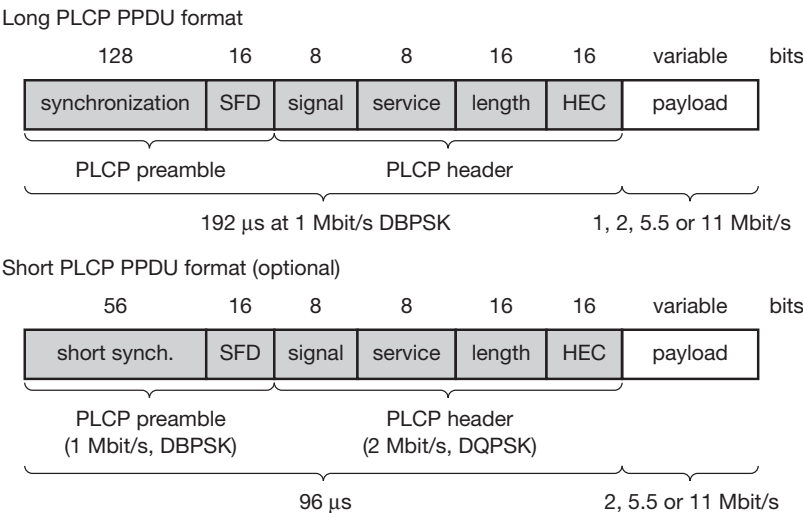 Long PLCP PPDU format
128 16 8 8 16 16 variable bits
synchronization SFD signal service length HEC payload
PLCP preamble PLCP header
192 μs at 1 Mbit/s DBPSK 1, 2, 5.5 or 11 Mbit/s
Short PLCP PPDU format (optional)
56 16 8 8 16 16 variable bits
short synch. SFD signal service length HEC payload
PLCP preamble PLCP header
(1 Mbit/s, DBPSK) (2 Mbit/s, DQPSK)
96 μs 2, 5.5 or 11 Mbit/s